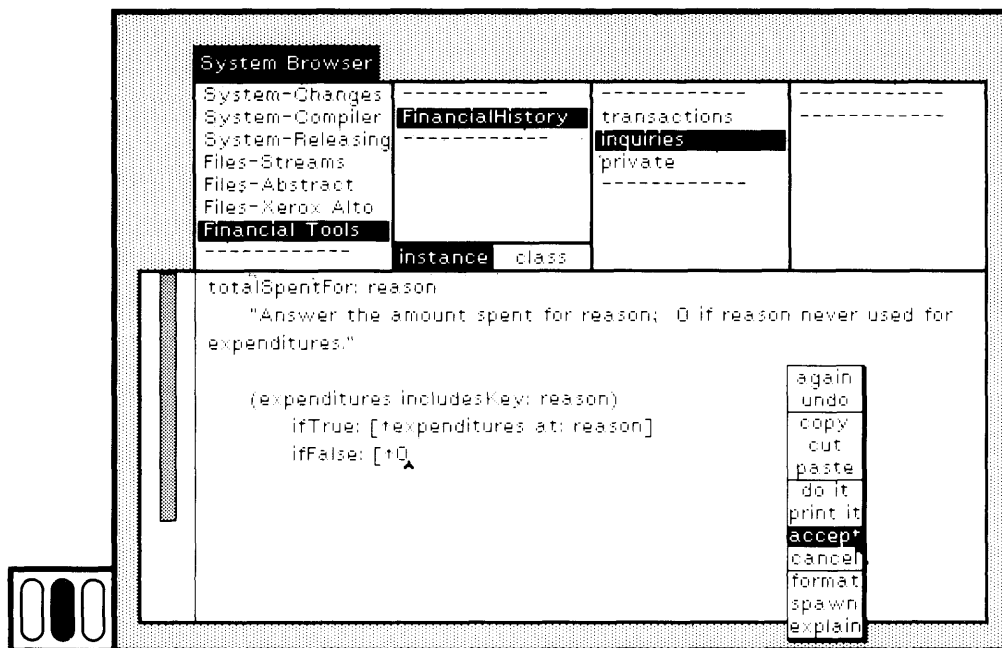 System Browser
System-Changes
System-Compiler
System-Releasing
Files-Streams
Files-Abstract
Files-Xerox Alto
Financial Tools
------------
------------
FinancialHistory
------------
instance class
------------
transactions
inquiries
private
------------
------------
------------
totalSpentFor: reason
"Answer the amount spent for reason; 0 if reason never used for
expenditures."
(expenditures includesKey: reason)
ifTrue: [↑expenditures at: reason]
ifFalse: [↑0
again
undo
copy
cut
paste
do it
print it
accept
cancel
format
spawn
explain